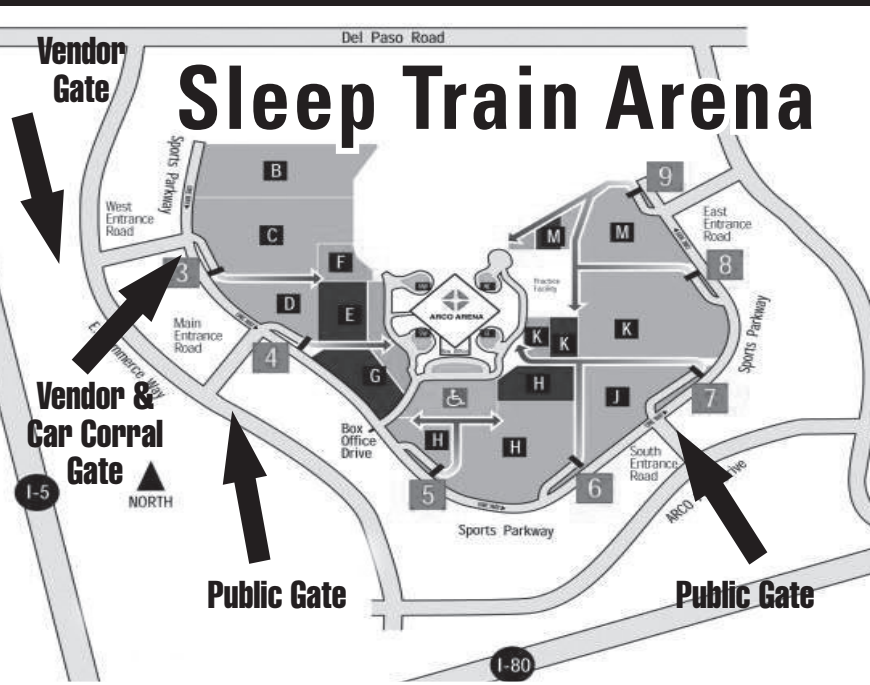 Del Paso Road
Vendor
Gate
Sleep Train Arena
Sports Parkway
B
9
West
Entrance
Road
C
M
M
East
Entrance
Road
F
8
3
Practice
Facility
D
E
ARCO ARENA
K
K
K
Main
Entrance
Road
4
Sports Parkway
G
H
J
7
Vendor &
Car Corral
Gate
Box
Office
Drive
H
H
South
Entrance
Road
I-5
NORTH
5
6
Sports Parkway
Public Gate
Public Gate
I-80